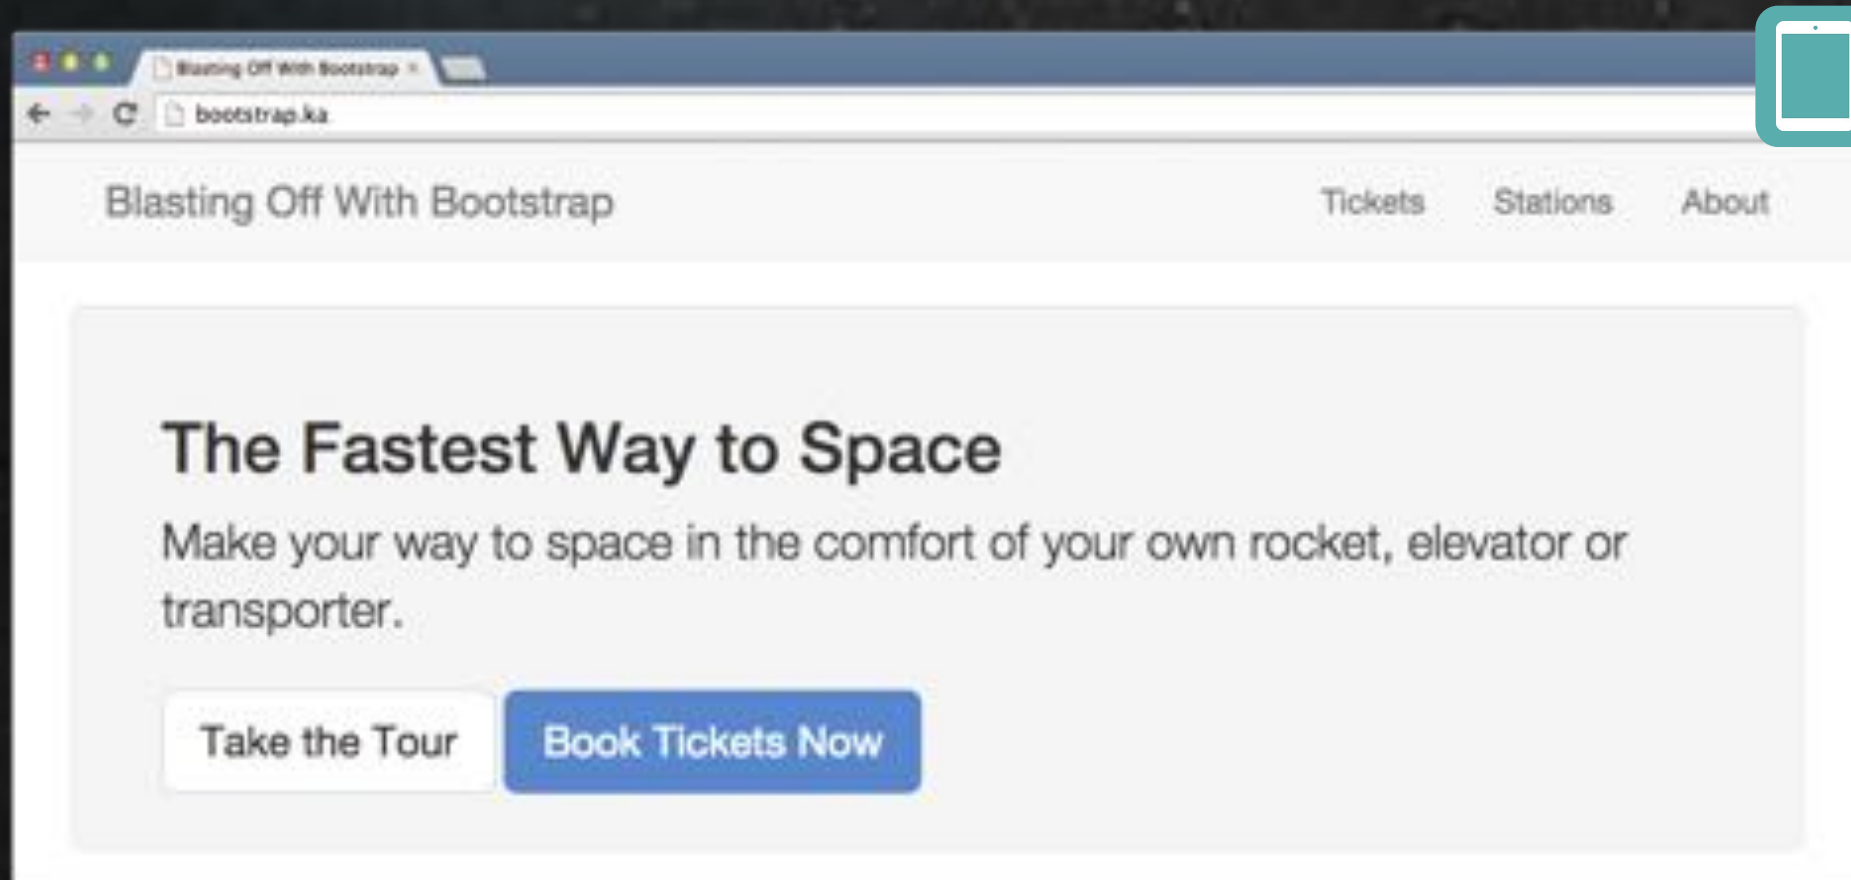 Blasting Off With Bootstrap ×
bootstrap.ka
Blasting Off With Bootstrap
Tickets Stations About
The Fastest Way to Space
Make your way to space in the comfort of your own rocket, elevator or
transporter.
Take the Tour Book Tickets Now